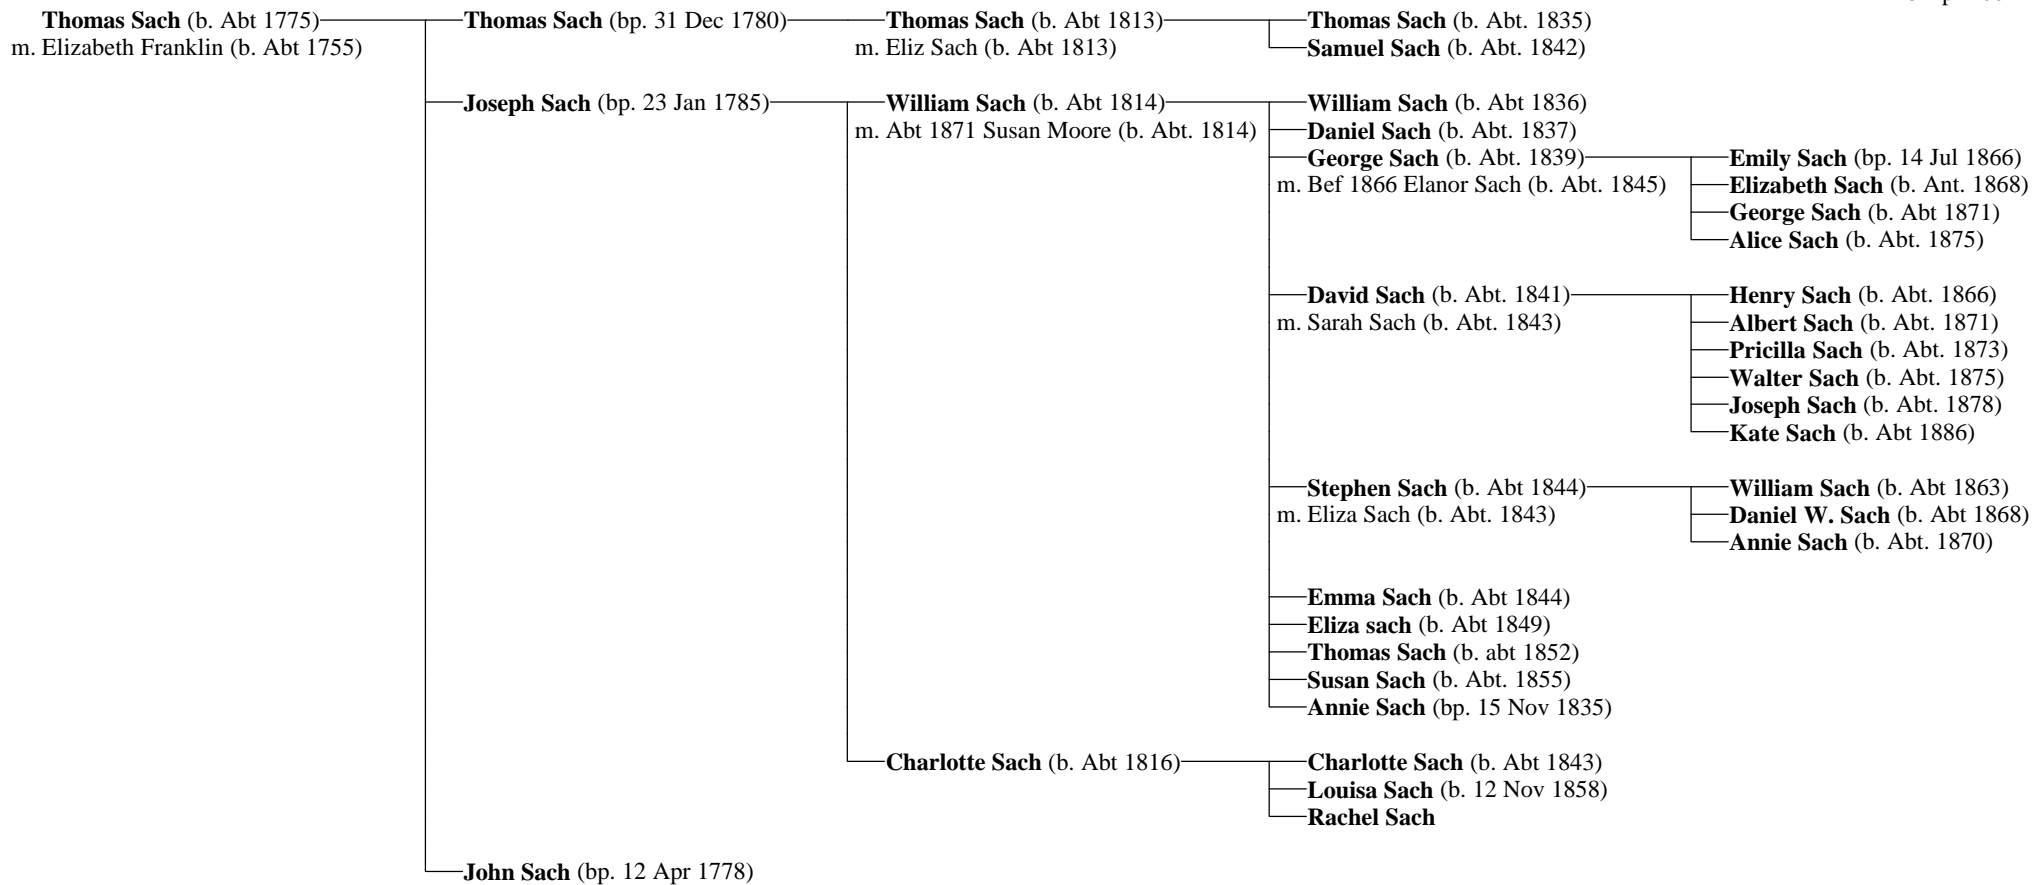 Thomas Sach (b. Abt 1775) Thomas Sach (bp. 31 Dec 1780) Thomas Sach (b. Abt 1813) Thomas Sach (b. Abt. 1835)
m. Elizabeth Franklin (b. Abt 1755) m. Eliz Sach (b. Abt 1813) Samuel Sach (b. Abt. 1842)
Joseph Sach (bp. 23 Jan 1785) William Sach (b. Abt 1814) William Sach (b. Abt 1836)
m. Abt 1871 Susan Moore (b. Abt. 1814) Daniel Sach (b. Abt. 1837)
George Sach (b. Abt. 1839) Emily Sach (bp. 14 Jul 1866)
m. Bef 1866 Elanor Sach (b. Abt. 1845) Elizabeth Sach (b. Ant. 1868)
George Sach (b. Abt 1871)
Alice Sach (b. Abt. 1875)
David Sach (b. Abt. 1841) Henry Sach (b. Abt. 1866)
m. Sarah Sach (b. Abt. 1843) Albert Sach (b. Abt. 1871)
Pricilla Sach (b. Abt. 1873)
Walter Sach (b. Abt. 1875)
Joseph Sach (b. Abt. 1878)
Kate Sach (b. Abt 1886)
Stephen Sach (b. Abt 1844) William Sach (b. Abt 1863)
m. Eliza Sach (b. Abt. 1843) Daniel W. Sach (b. Abt 1868)
Annie Sach (b. Abt. 1870)
Emma Sach (b. Abt 1844)
Eliza sach (b. Abt 1849)
Thomas Sach (b. abt 1852)
Susan Sach (b. Abt. 1855)
Annie Sach (bp. 15 Nov 1835)
Charlotte Sach (b. Abt 1816) Charlotte Sach (b. Abt 1843)
Louisa Sach (b. 12 Nov 1858)
Rachel Sach
John Sach (bp. 12 Apr 1778)